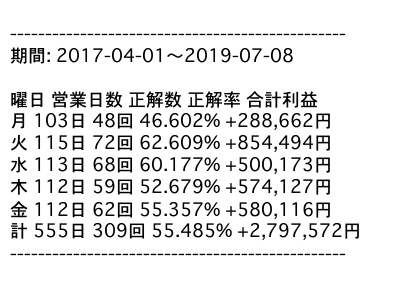 ------------------------------------------------
期間: 2017-04-01～2019-07-08
曜日 営業日数 正解数 正解率 合計利益
月 103日 48回 46.602% +288,662円
火 115日 72回 62.609% +854,494円
水 113日 68回 60.177% +500,173円
木 112日 59回 52.679% +574,127円
金 112日 62回 55.357% +580,116円
計 555日 309回 55.485% +2,797,572円
------------------------------------------------